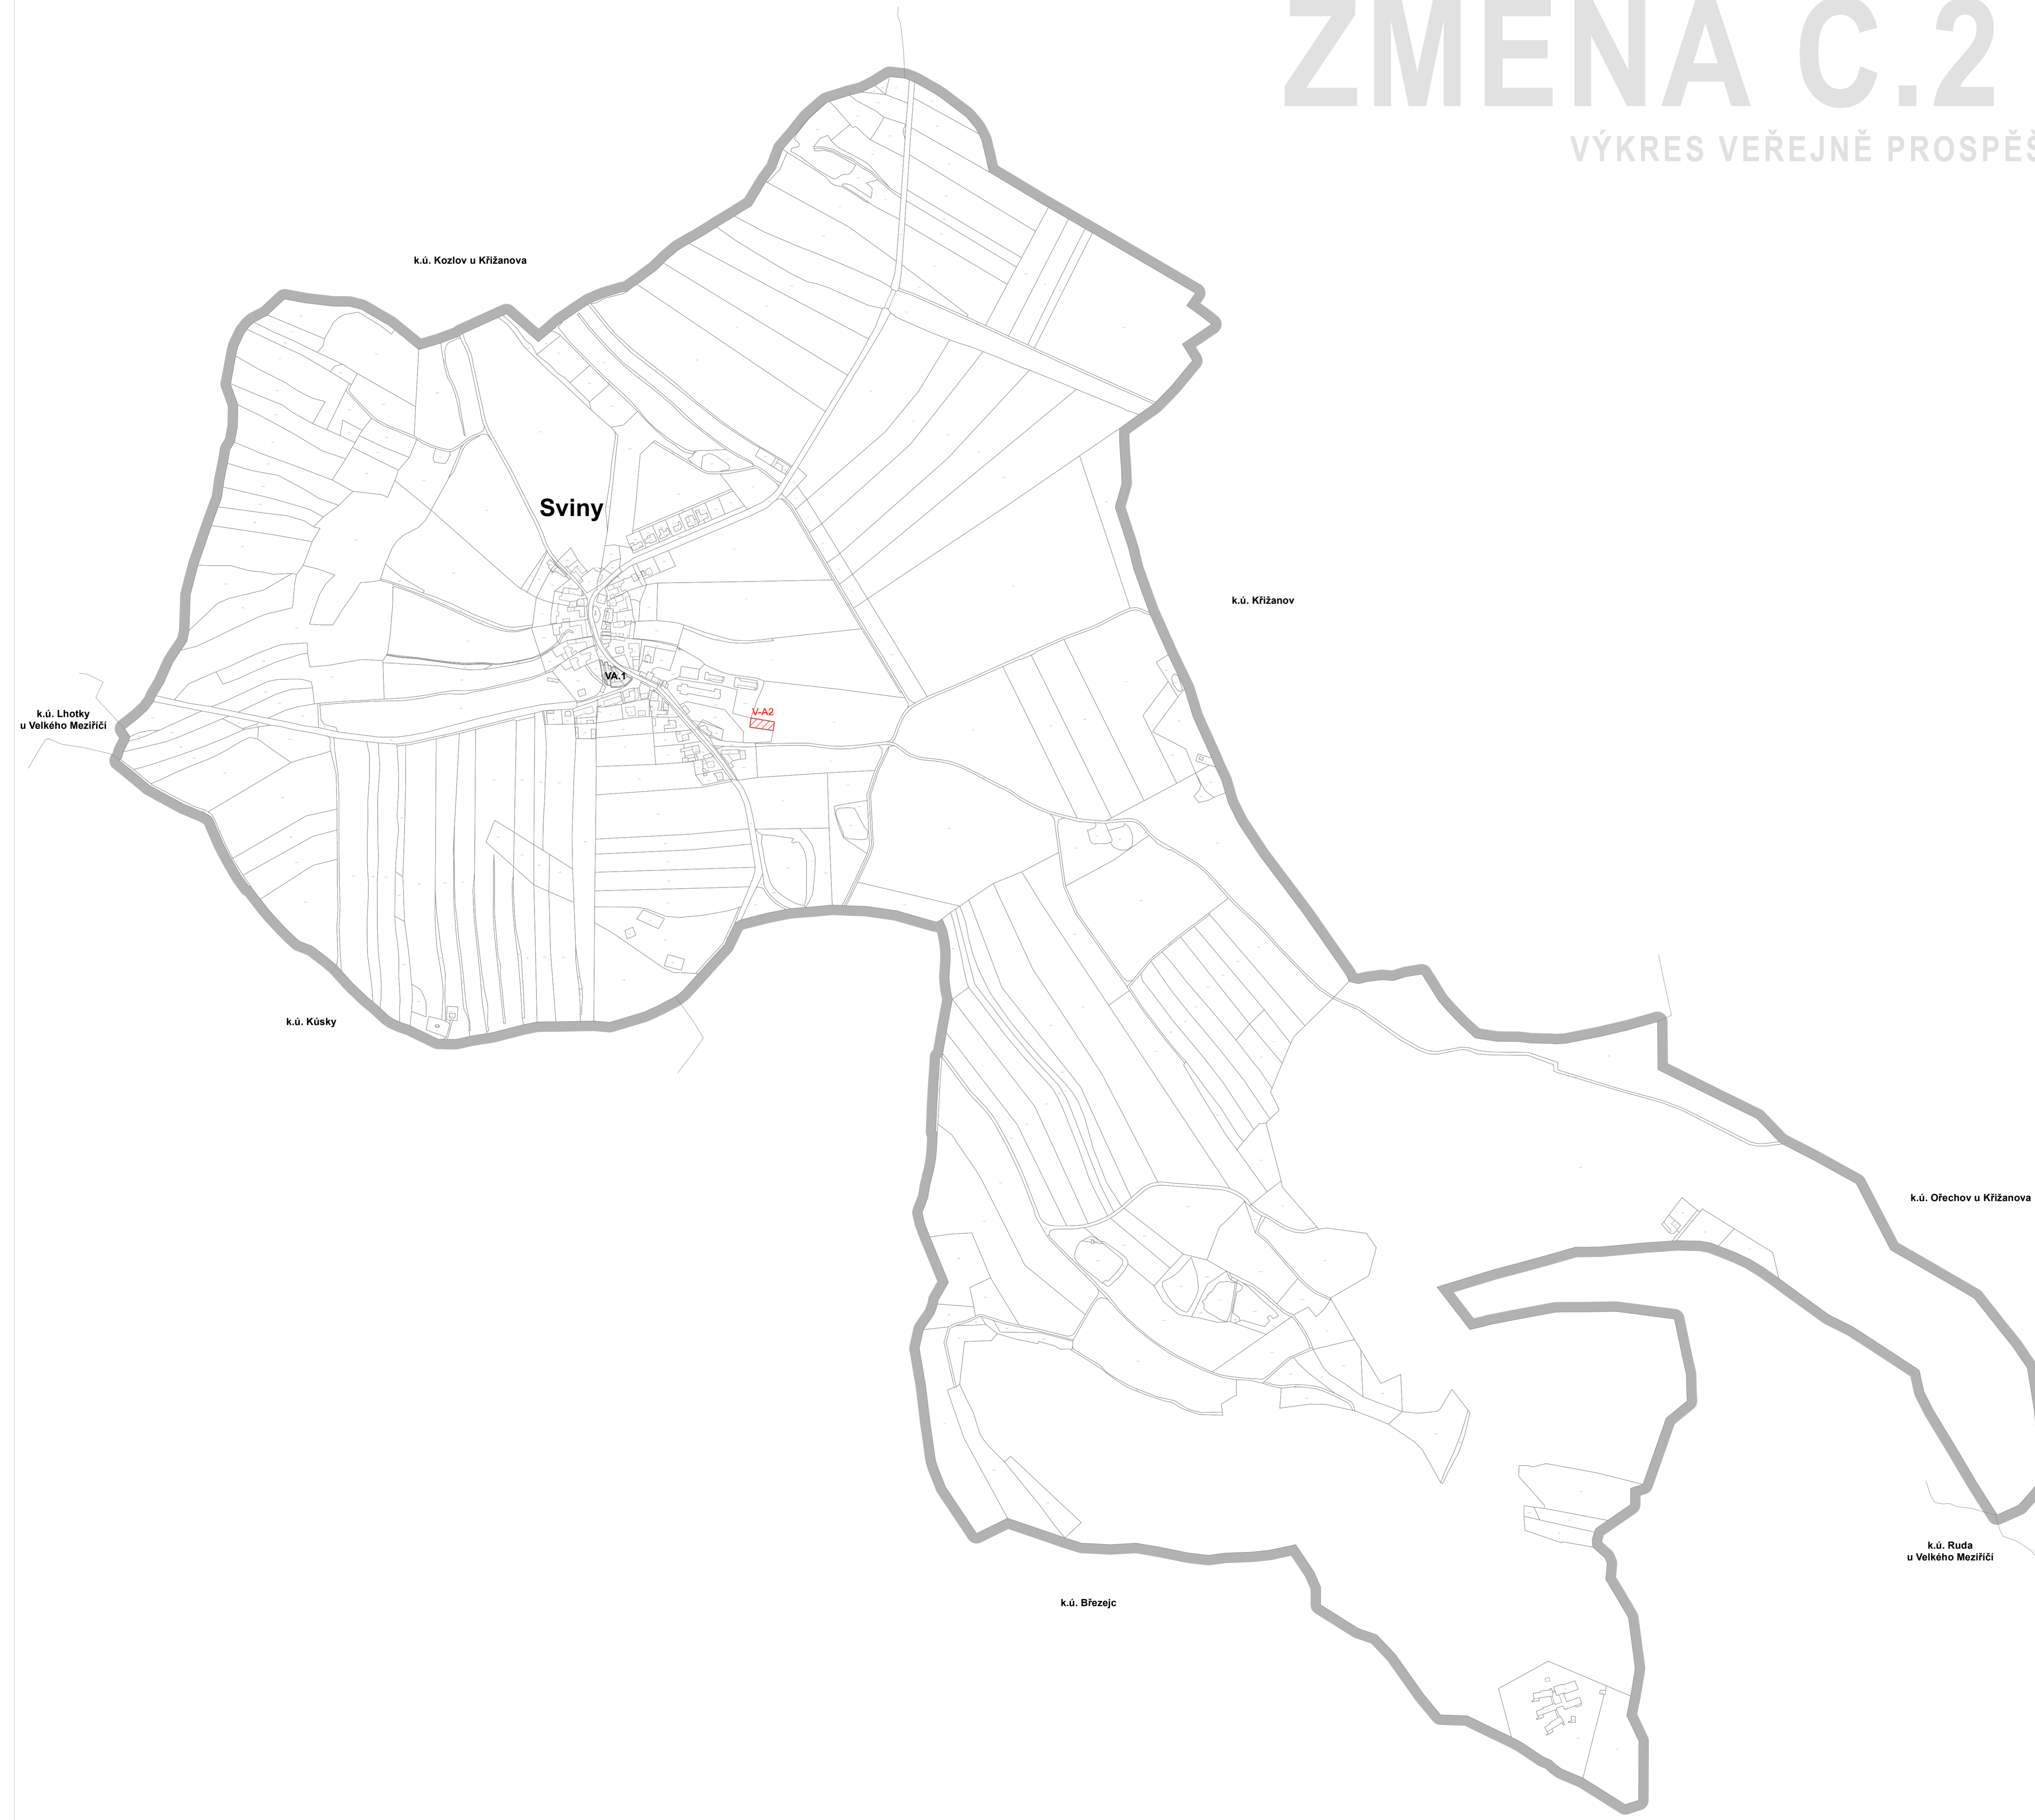 ZMĚNA Č.2
VÝKRES VEŘEJNĚ PROSPĚŠ
k.ú. Kozlov u Křižanova
Sviny
k.ú. Křižanov
VA.1
k.ú. Lhotky
u Velkého Meziříčí
V-A2
k.ú. Kúsky
k.ú. Ořechov u Křižanova
k.ú. Ruda
u Velkého Meziříčí
k.ú. Březejc